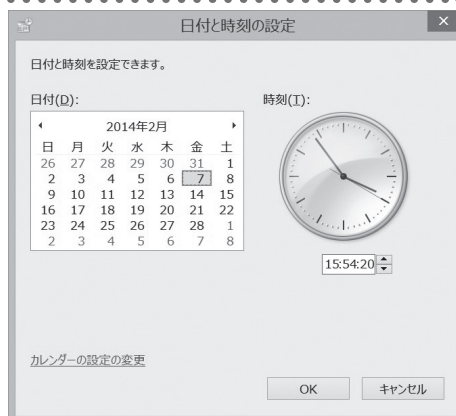 日付と時刻の設定
日付と時刻を設定できます。
日付(D):
時刻(T):
2014年2月
日 月 火 水 木 金 土
26 27 28 29 30 31 1
2 3 4 5 6 7 8
9 10 11 12 13 14 15
16 17 18 19 20 21 22
23 24 25 26 27 28 1
2 3 4 5 6 7 8
15:54:20
カレンダーの設定の変更
OK キャンセル